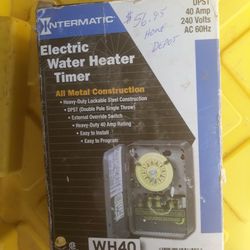 INTERMATIC
DPST
40 Amp
240 Volts
AC 60Hz
$56.95
Home
DEPOT
Electric
Water Heater
Timer
All Metal Construction
• Heavy-Duty Lockable Steel Construction
• DPST (Double Pole Single Throw)
• External Override Switch
• Heavy-Duty 40 Amp Rating
• Easy to Install
• Easy to Program
WH40